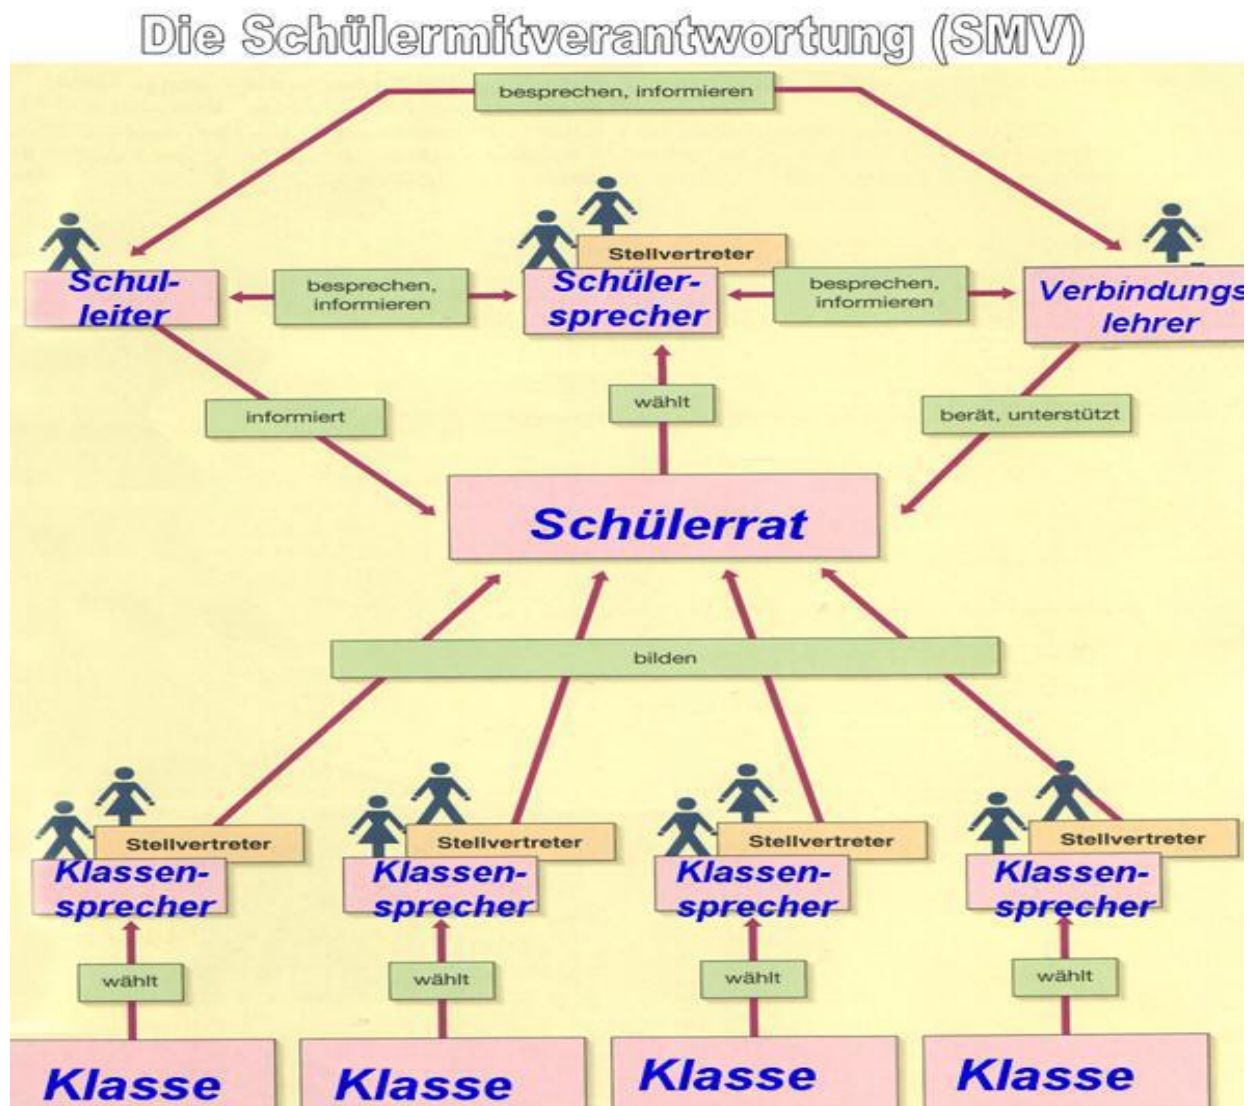 Die Schülermitverantwortung (SMV)
besprechen, informieren
Stellvertreter
Schul-
leiter
besprechen,
informieren
Schüler-
sprecher
besprechen,
informieren
Verbindungs
lehrer
informiert
wählt
berät, unterstützt
Schülerrat
bilden
Stellvertreter
Klassen-
sprecher
Stellvertreter
Klassen-
sprecher
Stellvertreter
Klassen-
sprecher
Stellvertreter
Klassen-
sprecher
wählt
wählt
wählt
wählt
Klasse
Klasse
Klasse
Klasse